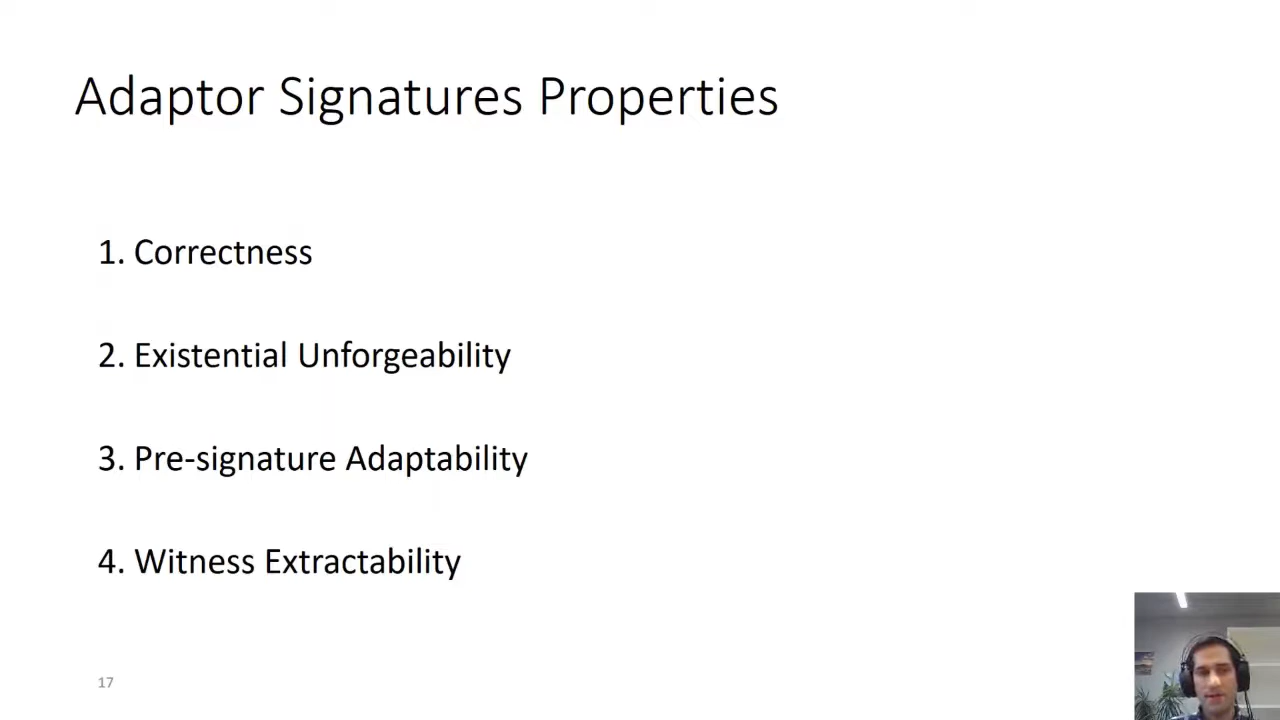 Adaptor Signatures Properties
1. Correctness
2. Existential Unforgeability
3. Pre-signature Adaptability
4. Witness Extractability
17